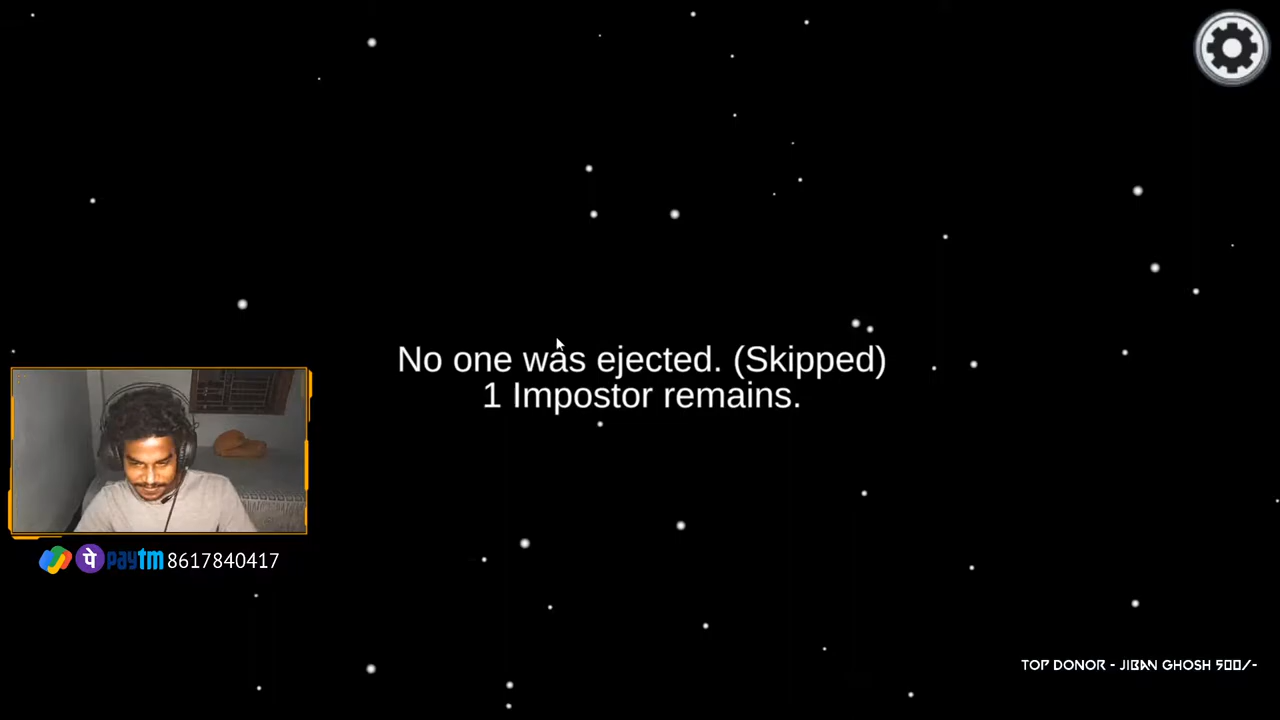 No one was ejected. (Skipped)
1 Impostor remains.
पे paytm 8617840417
TOP DONOR - JIBAN GHOSH 500/-